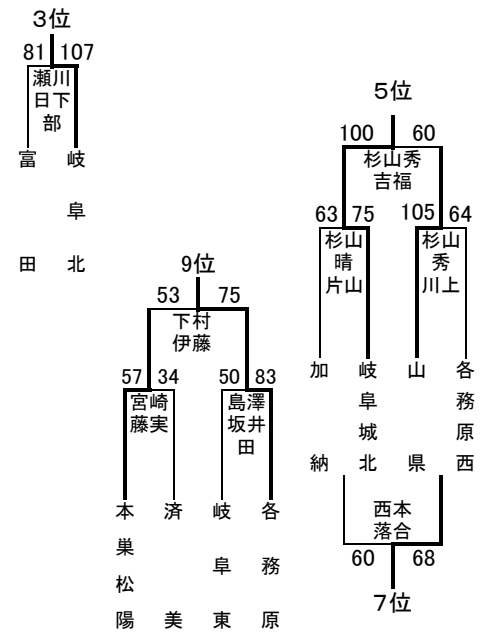 3位
81 107
瀬川
日下
部
富田
岐阜北
5位
100 60
杉山秀
吉福
63 75
杉山
晴
片山
105 64
杉山
秀
川上
加納
岐阜城北
山県
各務原西
西本
落合
60 68
7位
9位
53 75
下村
伊藤
57 34
宮崎
藤実
50 83
島澤
坂井
田
本巣松陽
済美
岐阜東
各務原